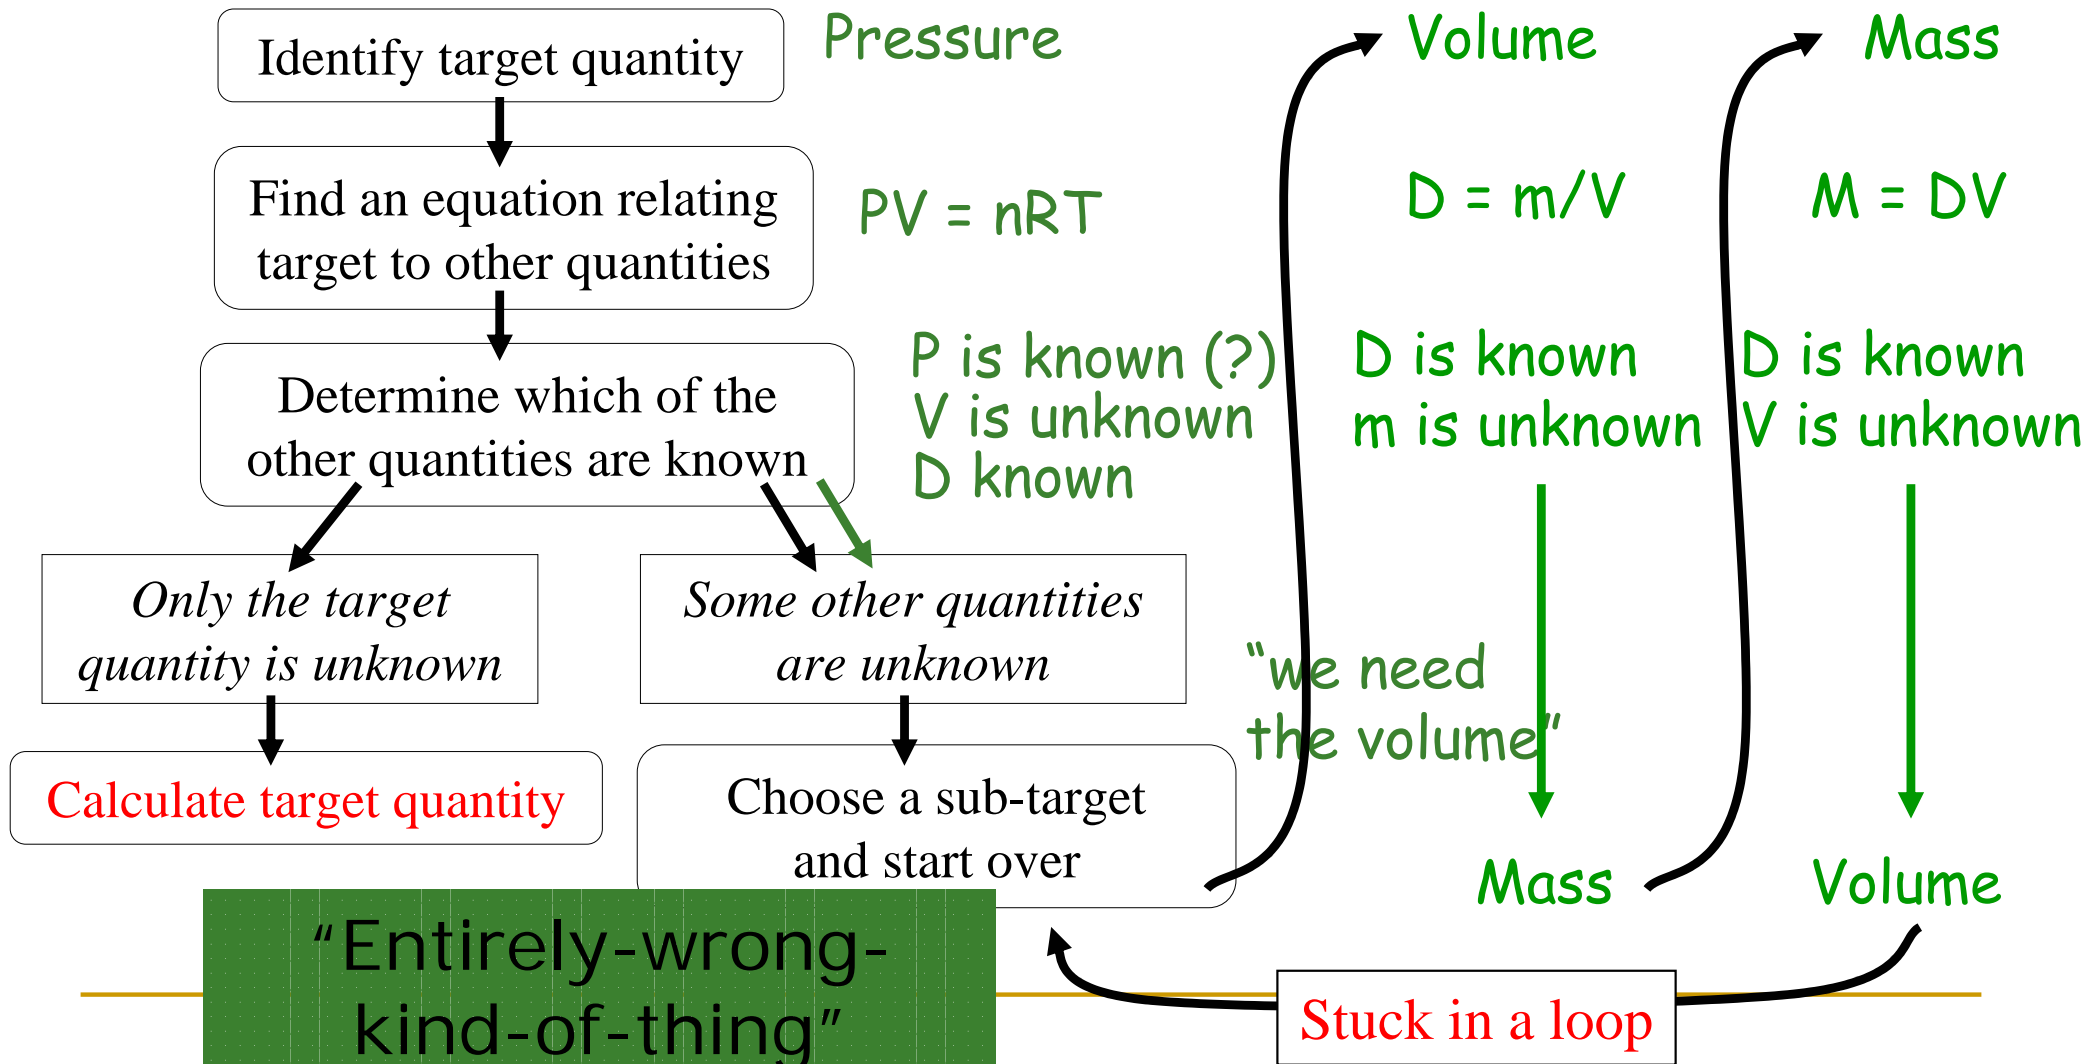 Identify target quantity
Find an equation relating
target to other quantities
Determine which of the
other quantities are known
Only the target
quantity is unknown
Some other quantities
are unknown
Calculate target quantity
Choose a sub-target
and start over
Pressure
PV = nRT
P is known (?)
V is unknown
D known
"we need
the volume"
Volume
D = m/V
D is known
m is unknown
Mass
Mass
M = DV
D is known
V is unknown
Volume
Stuck in a loop
"Entirely-wrong-
kind-of-thing"